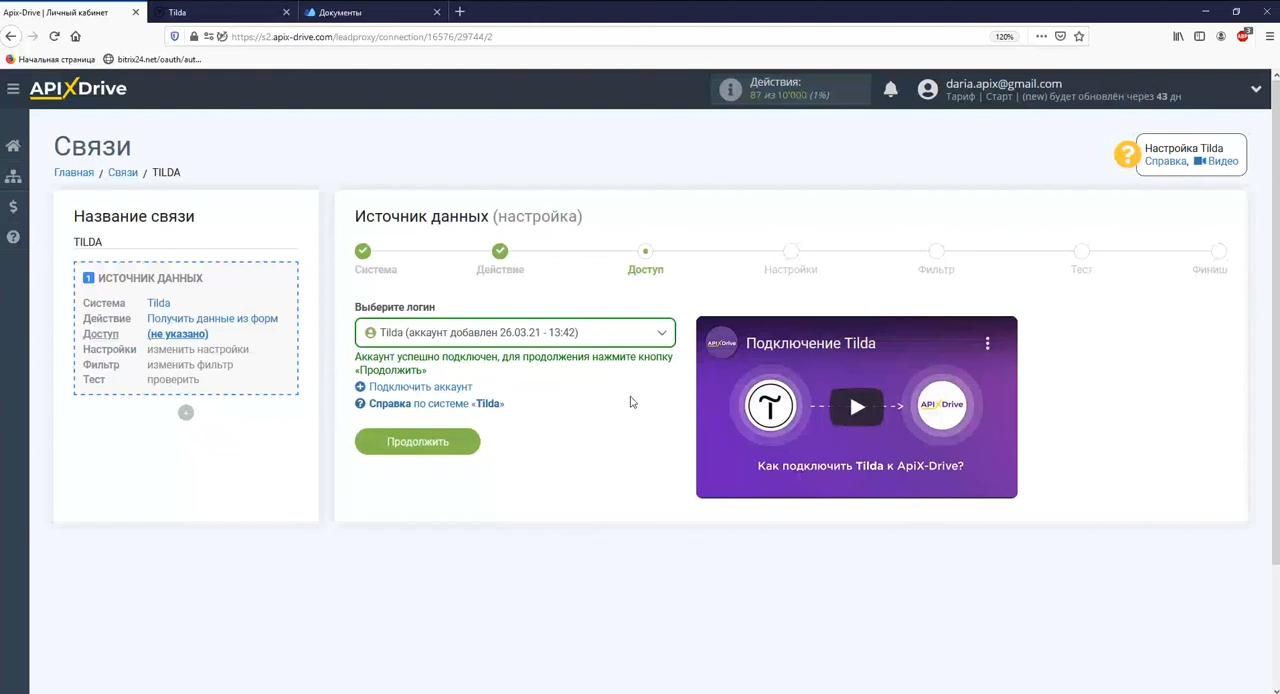 Apix-Drive | Личный кабинет
Tilda
Документы
https://s2.apix-drive.com/leadproxy/connection/16576/29744/2
120%
Начальная страница
bitrix24.net/oauth/aut...
APIXDrive
Действия:
87 из 10'000 (1%)
daria.apix@gmail.com
Тариф | Старт | (new) будет обновлён через 43 дн
Связи
Главная / Связи / TILDA
Настройка Tilda
Справка, Видео
Название связи
TILDA
1 ИСТОЧНИК ДАННЫХ
Система Tilda
Действие Получить данные из форм
Доступ (не указано)
Настройки изменить настройки
Фильтр изменить фильтр
Тест проверить
Источник данных (настройка)
Система
Действие
Доступ
Настройки
Фильтр
Тест
Финиш
Выберите логин
Tilda (аккаунт добавлен 26.03.21 - 13:42)
Аккаунт успешно подключен, для продолжения нажмите кнопку
«Продолжить»
Подключить аккаунт
Справка по системе «Tilda»
Продолжить
APIXDrive
Подключение Tilda
APIXDrive
Как подключить Tilda к ApiX-Drive?